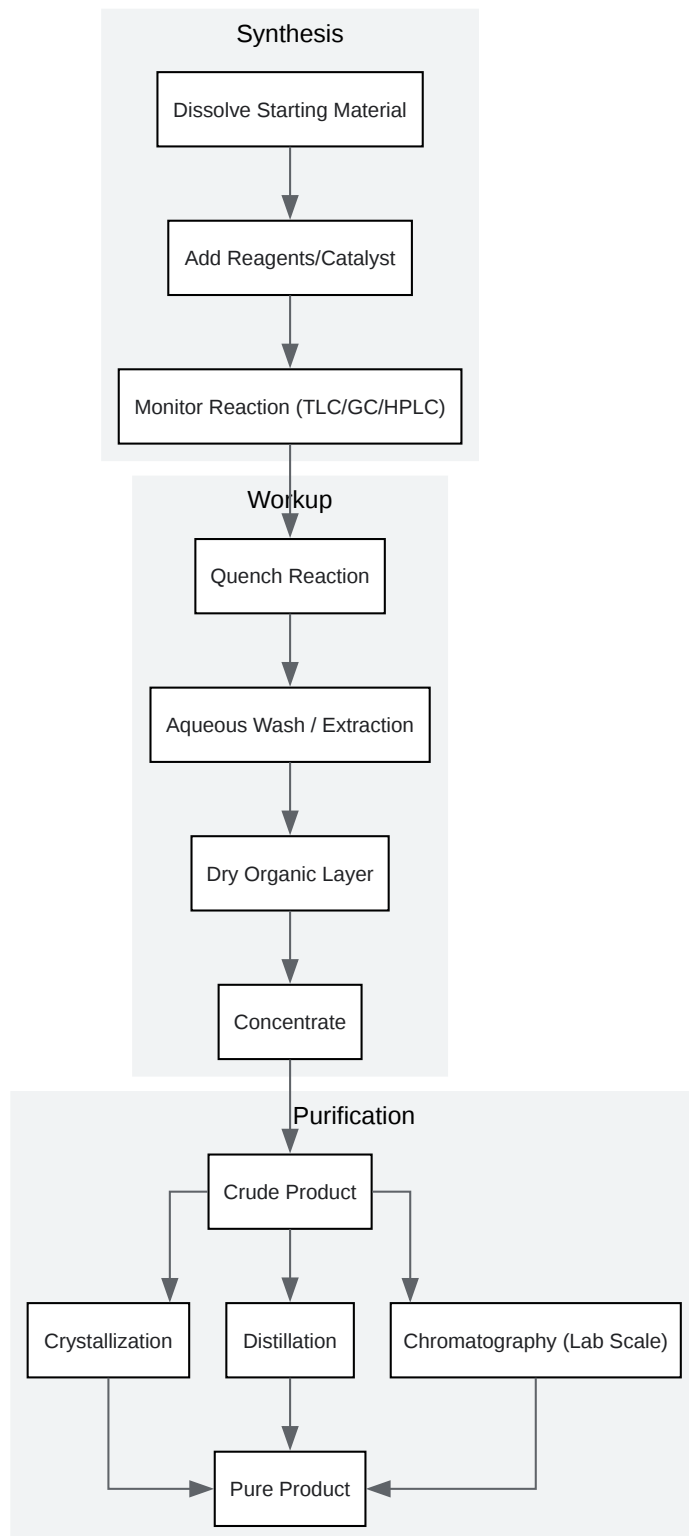 Synthesis
Dissolve Starting Material
Add Reagents/Catalyst
Monitor Reaction (TLC/GC/HPLC)
Workup
Quench Reaction
Aqueous Wash / Extraction
Dry Organic Layer
Concentrate
Purification
Crude Product
Crystallization
Distillation
Chromatography (Lab Scale)
Pure Product